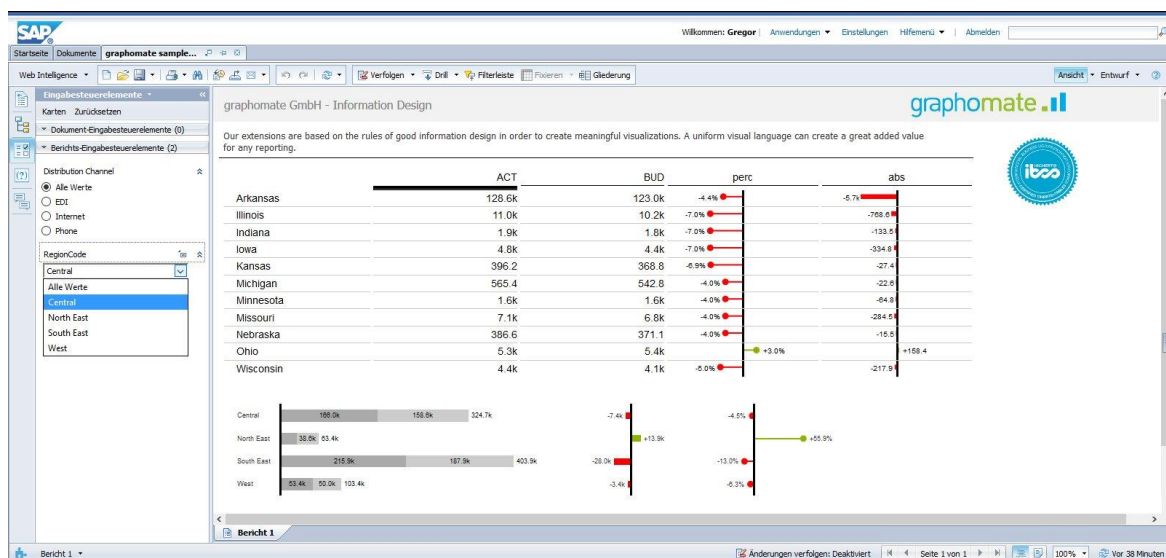 SAP
Willkommen: Gregor | Anwendungen Einstellungen Hilfemenü | Abmelden
Startseite Dokumente graphomate sample...
Web Intelligence Verfolgen Drill Filterleiste Fixieren Gliederung Ansicht Entwurf
Eingabesteuerelemente
Karten Zurücksetzen
Dokument-Eingabesteuerelemente (0)
Berichts-Eingabesteuerelemente (2)
Distribution Channel
Alle Werte
EDI
Internet
Phone
RegionCode
Central
Alle Werte
Central
North East
South East
West
graphomate GmbH - Information Design
graphomate
Our extensions are based on the rules of good information design in order to create meaningful visualizations. A uniform visual language can create a great added value
for any reporting.
ibcs
ACT BUD perc abs
Arkansas 128.6k 123.0k -4.4% -5.7k
Illinois 11.0k 10.2k -7.0% -768.6
Indiana 1.9k 1.8k -7.0% -133.5
Iowa 4.8k 4.4k -7.0% -334.8
Kansas 396.2 368.8 -6.9% -27.4
Michigan 565.4 542.8 -4.0% -22.6
Minnesota 1.6k 1.6k -4.0% -64.8
Missouri 7.1k 6.8k -4.0% -284.5
Nebraska 386.6 371.1 -4.0% -15.5
Ohio 5.3k 5.4k +3.0% +158.4
Wisconsin 4.4k 4.1k -5.0% -217.9
Central 166.0k 158.6k 324.7k -7.4k -4.5%
North East 38.6k 63.4k +13.9k +55.9%
South East 215.9k 187.9k 403.9k -28.0k -13.0%
West 53.4k 50.0k 103.4k -3.4k -6.3%
Bericht 1
Bericht 1 Änderungen verfolgen: Deaktiviert Seite 1 von 1 100% Vor 38 Minuten